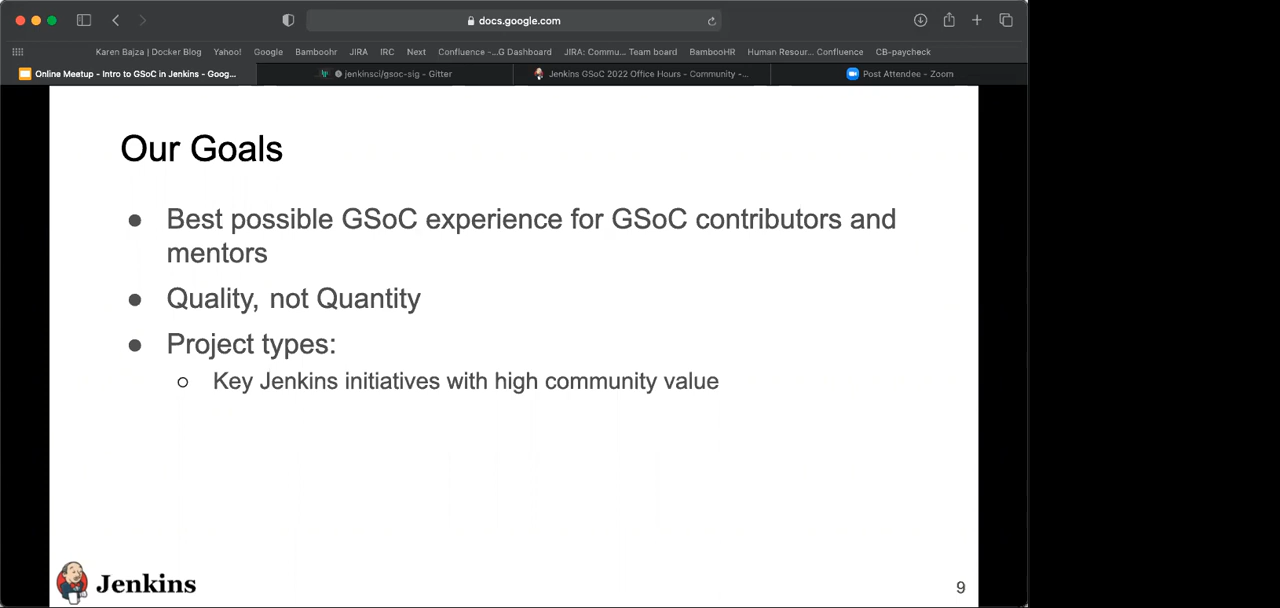 docs.google.com
Karen Bajza | Docker Blog Yahoo! Google Bamboohr JIRA IRC Next Confluence -...G Dashboard JIRA: Commu... Team board BambooHR Human Resour... Confluence CB-paycheck
Online Meetup - Intro to GSoC in Jenkins - Goog... jenkinsci/gsoc-sig - Gitter Jenkins GSoC 2022 Office Hours - Community -... Post Attendee - Zoom
Our Goals
● Best possible GSoC experience for GSoC contributors and
mentors
● Quality, not Quantity
● Project types:
○ Key Jenkins initiatives with high community value
Jenkins
9